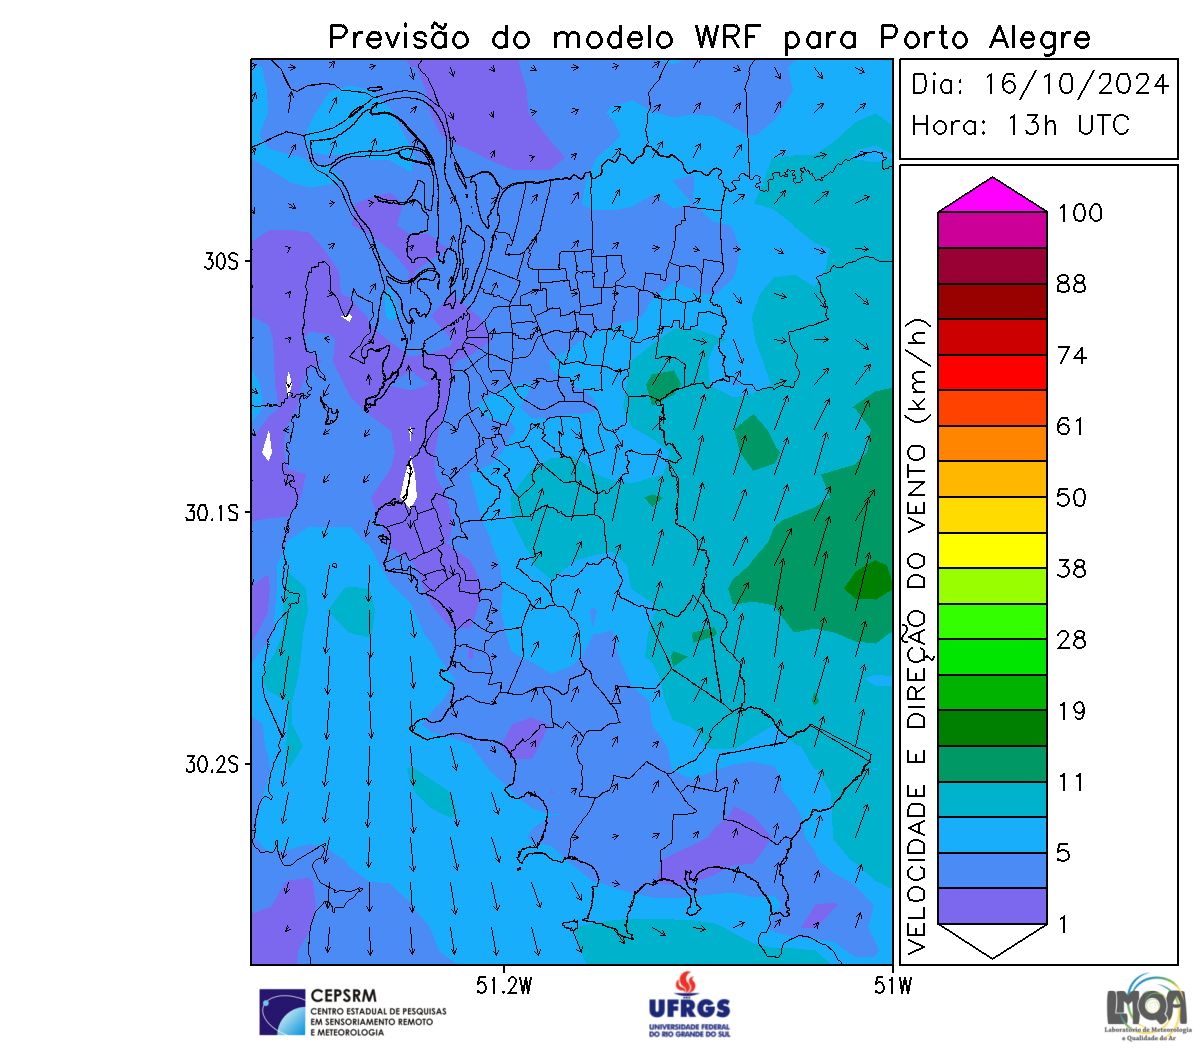 Previsão do modelo WRF para Porto Alegre
Dia: 16/10/2024
Hora: 13h UTC
30S
30.1S
30.2S
51.2W
51W
VELOCIDADE E DIREÇÃO DO VENTO (km/h)
100
88
74
61
50
38
28
19
11
5
1
CEPSRM
CENTRO ESTADUAL DE PESQUISAS
EM SENSORIAMENTO REMOTO
E METEOROLOGIA
UFRGS
UNIVERSIDADE FEDERAL
DO RIO GRANDE DO SUL
LMQA
Laboratório de Meteorologia
e Qualidade do Ar